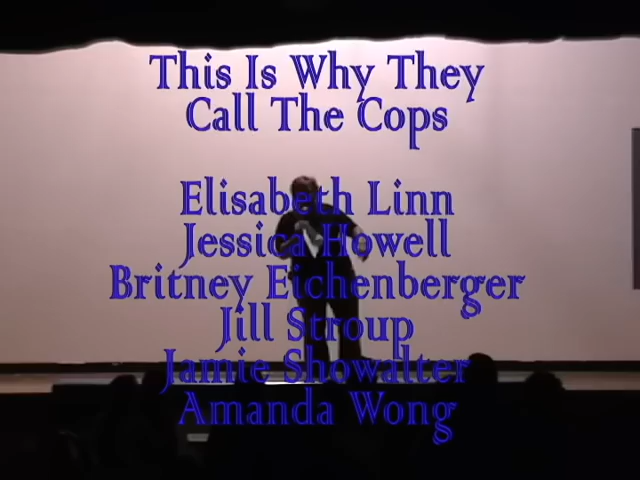 This Is Why They
Call The Cops
Elisabeth Linn
Jessica Howell
Britney Eichenberger
Jill Stroup
Jamie Showalter
Amanda Wong